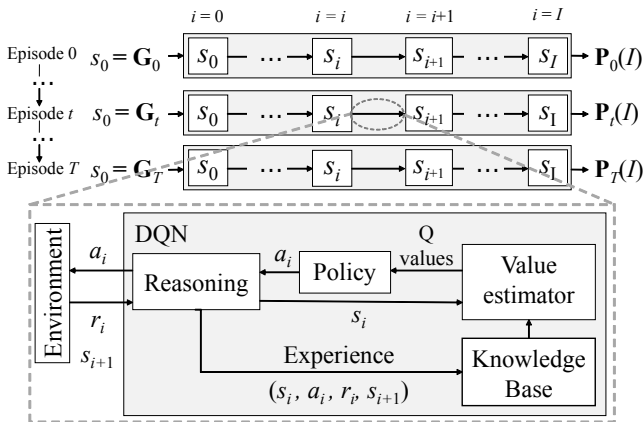 i = 0 i = i i = i+1 i = I
Episode 0 s0 = G0 s0 ... si si+1 ... sI P0(I)
...
Episode t s0 = Gt s0 ... si si+1 ... sI Pt(I)
...
Episode T s0 = GT s0 ... si si+1 ... sI PT(I)
DQN
Environment
ai
ri
si+1
Reasoning
ai
Policy
Q
values
Value
estimator
si
Experience
(si, ai, ri, si+1)
Knowledge
Base